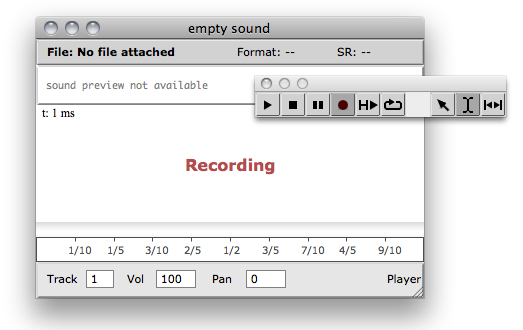 empty sound
File: No file attached Format: -- SR: --
sound preview not available
t: 1 ms
Recording
1/10 1/5 3/10 2/5 1/2 3/5 7/10 4/5 9/10
Track 1 Vol 100 Pan 0 Player